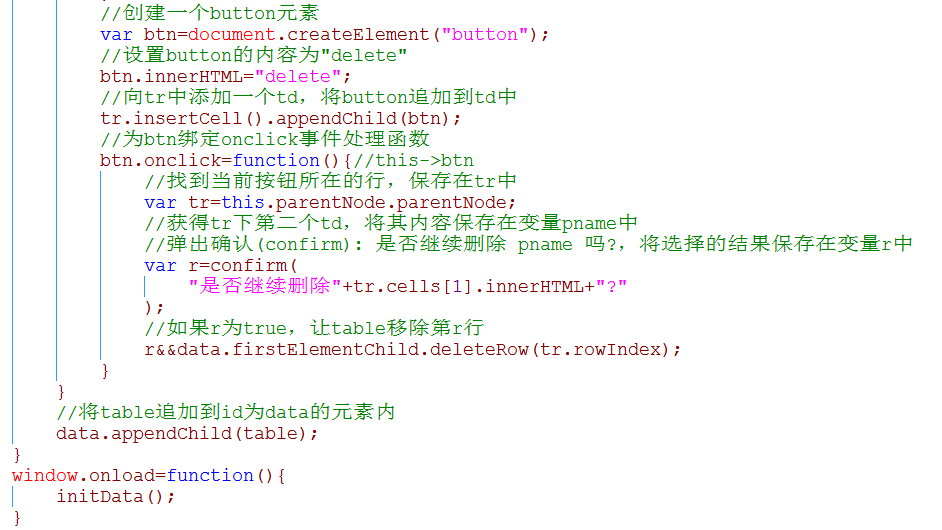 //创建一个button元素
var btn=document.createElement("button");
//设置button的内容为"delete"
btn.innerHTML="delete";
//向tr中添加一个td，将button追加到td中
tr.insertCell().appendChild(btn);
//为btn绑定onclick事件处理函数
btn.onclick=function(){//this->btn
//找到当前按钮所在的行，保存在tr中
var tr=this.parentNode.parentNode;
//获得tr下第二个td，将其内容保存在变量pname中
//弹出确认(confirm)：是否继续删除 pname 吗?，将选择的结果保存在变量r中
var r=confirm(
"是否继续删除"+tr.cells[1].innerHTML+"?"
);
//如果r为true，让table移除第r行
r&&data.firstElementChild.deleteRow(tr.rowIndex);
}
}
//将table追加到id为data的元素内
data.appendChild(table);
}
window.onload=function(){
initData();
}